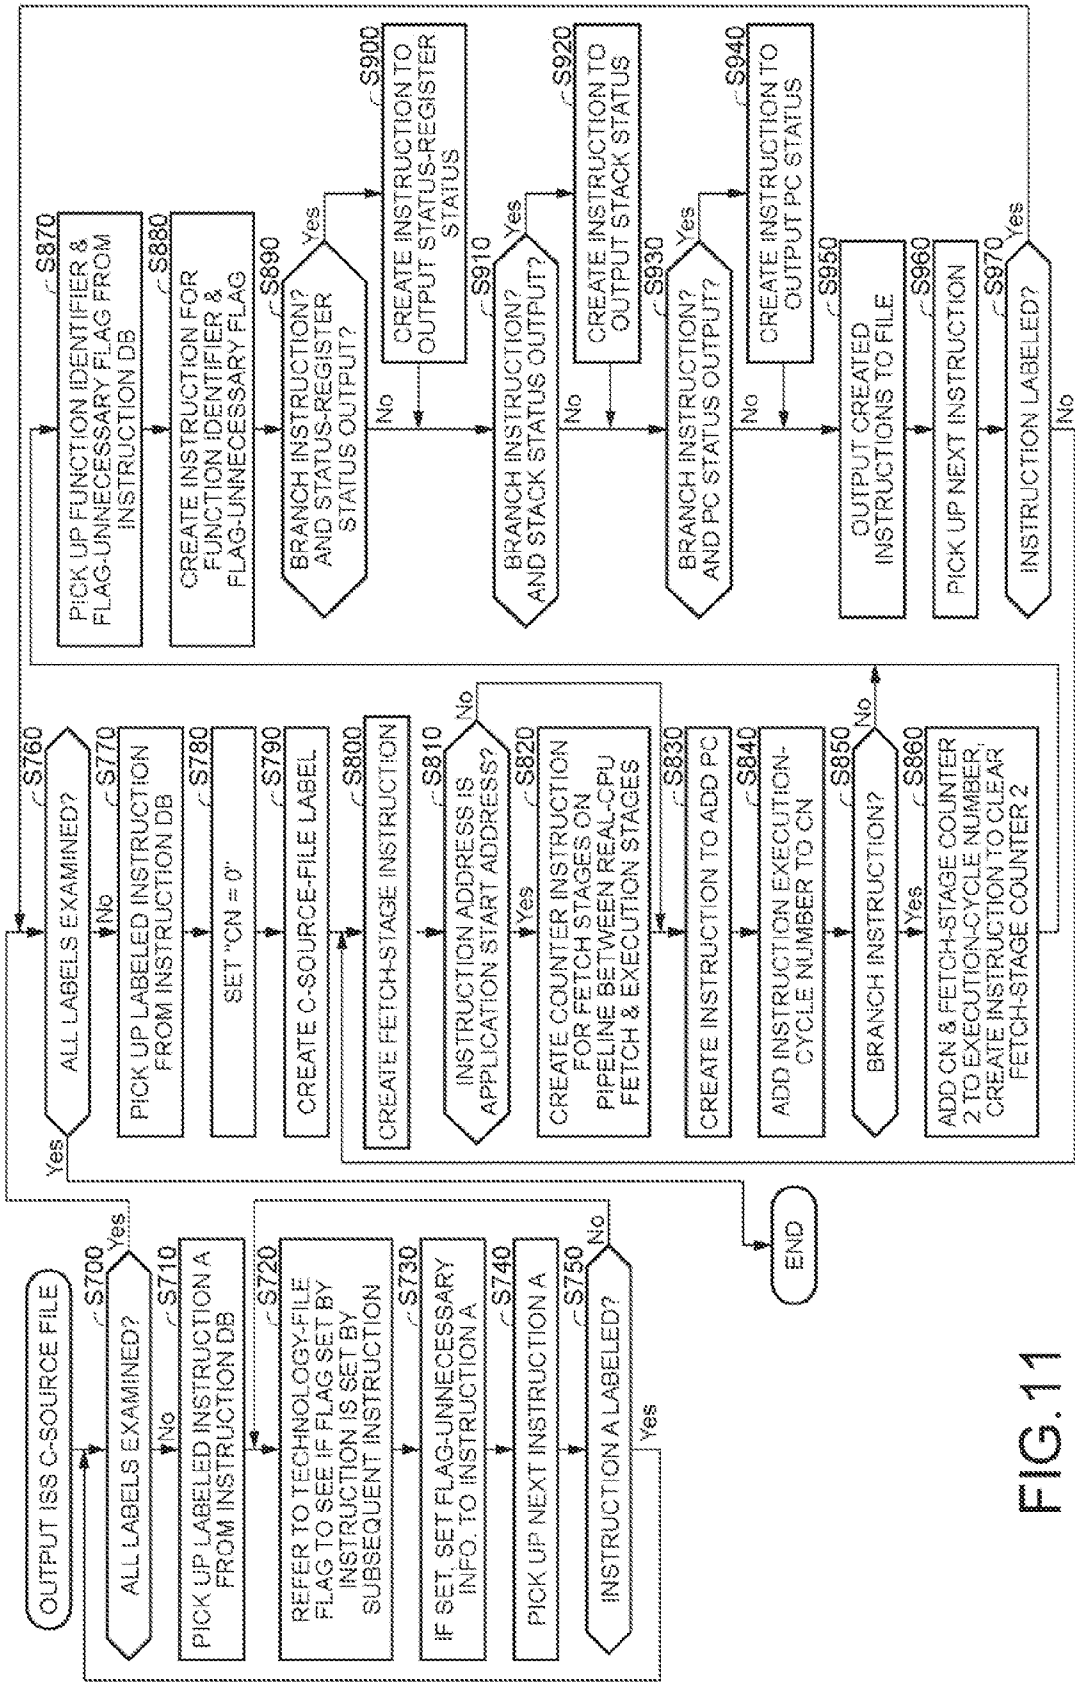 OUTPUT ISS C-SOURCE FILE
S700
ALL LABELS EXAMINED?
Yes
No
S710
PICK UP LABELED INSTRUCTION A
FROM INSTRUCTION DB
S720
REFER TO TECHNOLOGY-FILE
FLAG TO SEE IF FLAG SET BY
INSTRUCTION IS SET BY
SUBSEQUENT INSTRUCTION
S730
IF SET, SET FLAG-UNNECESSARY
INFO. TO INSTRUCTION A
S740
PICK UP NEXT INSTRUCTION A
S750
INSTRUCTION A LABELED?
No
Yes
S760
ALL LABELS EXAMINED?
Yes
No
S770
PICK UP LABELED INSTRUCTION
FROM INSTRUCTION DB
S780
SET "CN = 0"
S790
CREATE C-SOURCE-FILE LABEL
S800
CREATE FETCH-STAGE INSTRUCTION
S810
INSTRUCTION ADDRESS IS
APPLICATION START ADDRESS?
No
Yes
S820
CREATE COUNTER INSTRUCTION
FOR FETCH STAGES ON
PIPELINE BETWEEN REAL-CPU
FETCH & EXECUTION STAGES
S830
CREATE INSTRUCTION TO ADD PC
S840
ADD INSTRUCTION EXECUTION-
CYCLE NUMBER TO CN
S850
BRANCH INSTRUCTION?
No
Yes
S860
ADD CN & FETCH-STAGE COUNTER
2 TO EXECUTION-CYCLE NUMBER,
CREATE INSTRUCTION TO CLEAR
FETCH-STAGE COUNTER 2
END
S870
PICK UP FUNCTION IDENTIFIER &
FLAG-UNNECESSARY FLAG FROM
INSTRUCTION DB
S880
CREATE INSTRUCTION FOR
FUNCTION IDENTIFIER &
FLAG-UNNECESSARY FLAG
S890
BRANCH INSTRUCTION?
AND STATUS-REGISTER
STATUS OUTPUT?
Yes
No
S900
CREATE INSTRUCTION TO
OUTPUT STATUS-REGISTER
STATUS
S910
BRANCH INSTRUCTION?
AND STACK STATUS OUTPUT?
Yes
No
S920
CREATE INSTRUCTION TO
OUTPUT STACK STATUS
S930
BRANCH INSTRUCTION?
AND PC STATUS OUTPUT?
Yes
No
S940
CREATE INSTRUCTION TO
OUTPUT PC STATUS
S950
OUTPUT CREATED
INSTRUCTIONS TO FILE
S960
PICK UP NEXT INSTRUCTION
S970
INSTRUCTION LABELED?
Yes
No
FIG.11